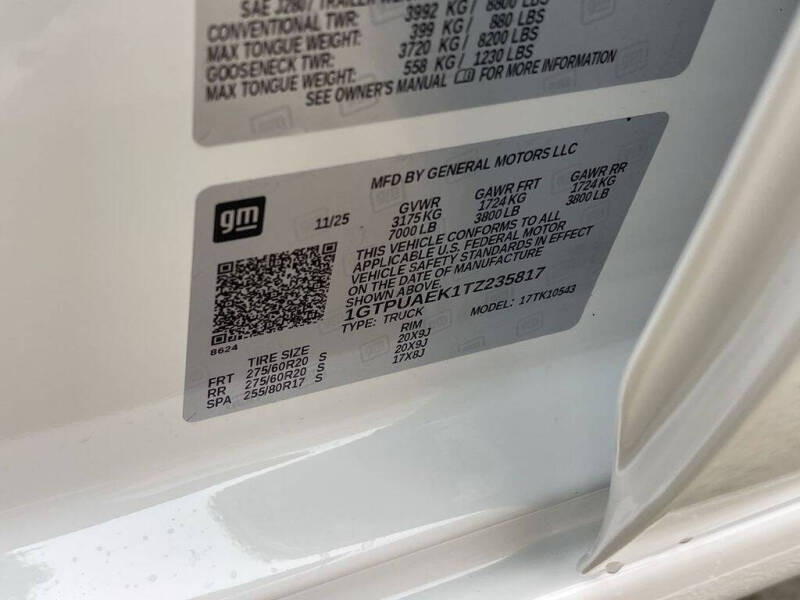 SAE J2807 TRAILER
CONVENTIONAL TWR: 3992 KG / 8800 LBS
MAX TONGUE WEIGHT: 399 KG / 880 LBS
GOOSENECK TWR: 3720 KG / 8200 LBS
MAX TONGUE WEIGHT: 558 KG / 1230 LBS
SEE OWNER'S MANUAL FOR MORE INFORMATION
MFD BY GENERAL MOTORS LLC
gm
11/25
GVWR GAWR FRT GAWR RR
3175 KG 1724 KG 1724 KG
7000 LB 3800 LB 3800 LB
THIS VEHICLE CONFORMS TO ALL
APPLICABLE U.S. FEDERAL MOTOR
VEHICLE SAFETY STANDARDS IN EFFECT
ON THE DATE OF MANUFACTURE
SHOWN ABOVE.
1GTPUAEK1TZ235817
TYPE: TRUCK MODEL: 17TK10543
8624
TIRE SIZE RIM
FRT 275/60R20 S 20X9J
RR 275/60R20 S 20X9J
SPA 255/80R17 S 17X8J